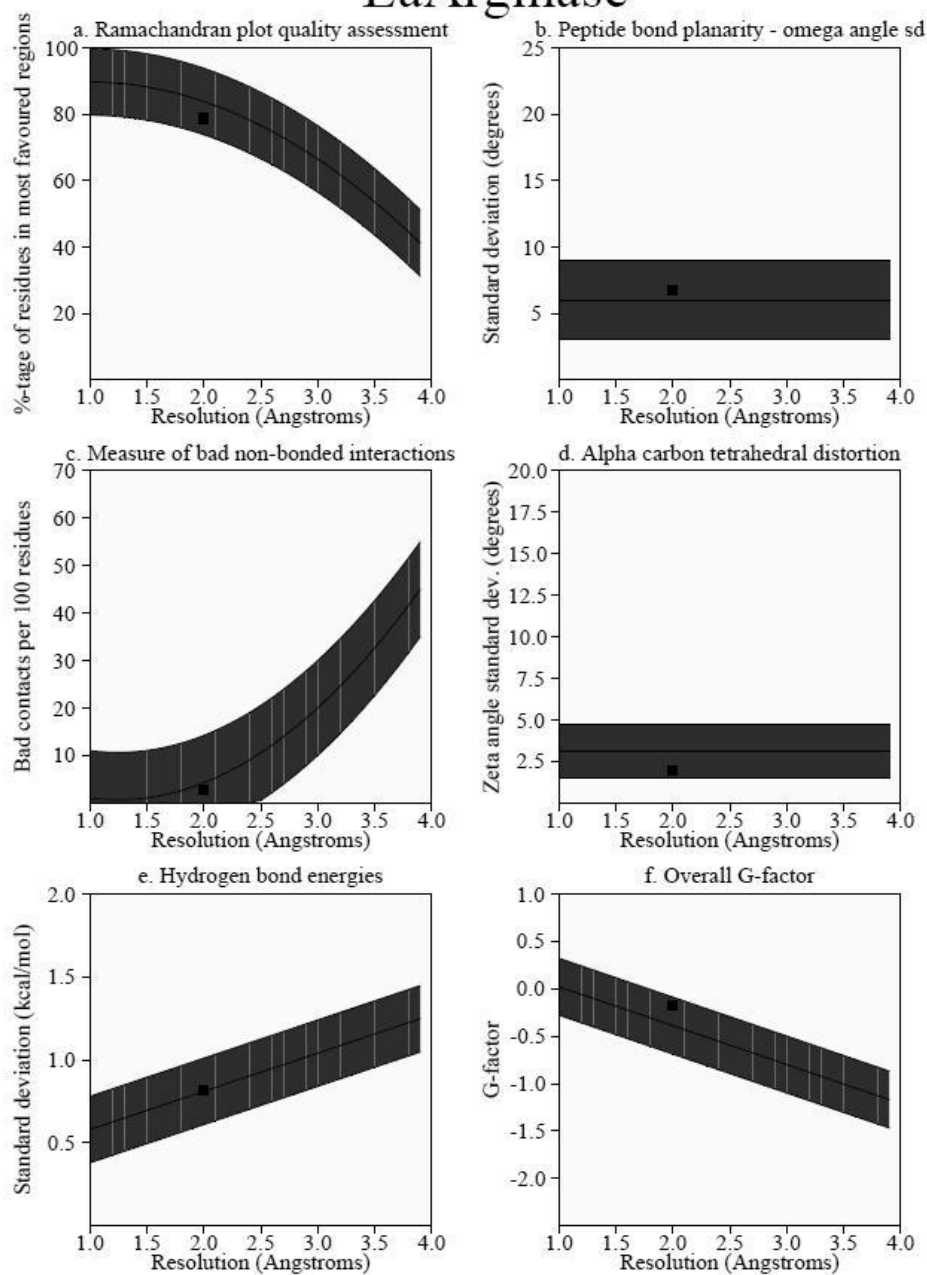 LdArginase
a. Ramachandran plot quality assessment
%-tage of residues in most favoured regions
100
80
60
40
20
1.0 1.5 2.0 2.5 3.0 3.5 4.0
Resolution (Angstroms)
b. Peptide bond planarity - omega angle sd
Standard deviation (degrees)
25
20
15
10
5
1.0 1.5 2.0 2.5 3.0 3.5 4.0
Resolution (Angstroms)
c. Measure of bad non-bonded interactions
Bad contacts per 100 residues
70
60
50
40
30
20
10
1.0 1.5 2.0 2.5 3.0 3.5 4.0
Resolution (Angstroms)
d. Alpha carbon tetrahedral distortion
Zeta angle standard dev. (degrees)
20.0
17.5
15.0
12.5
10.0
7.5
5.0
2.5
1.0 1.5 2.0 2.5 3.0 3.5 4.0
Resolution (Angstroms)
e. Hydrogen bond energies
Standard deviation (kcal/mol)
2.0
1.5
1.0
0.5
1.0 1.5 2.0 2.5 3.0 3.5 4.0
Resolution (Angstroms)
f. Overall G-factor
G-factor
1.0
0.5
0.0
-0.5
-1.0
-1.5
-2.0
1.0 1.5 2.0 2.5 3.0 3.5 4.0
Resolution (Angstroms)